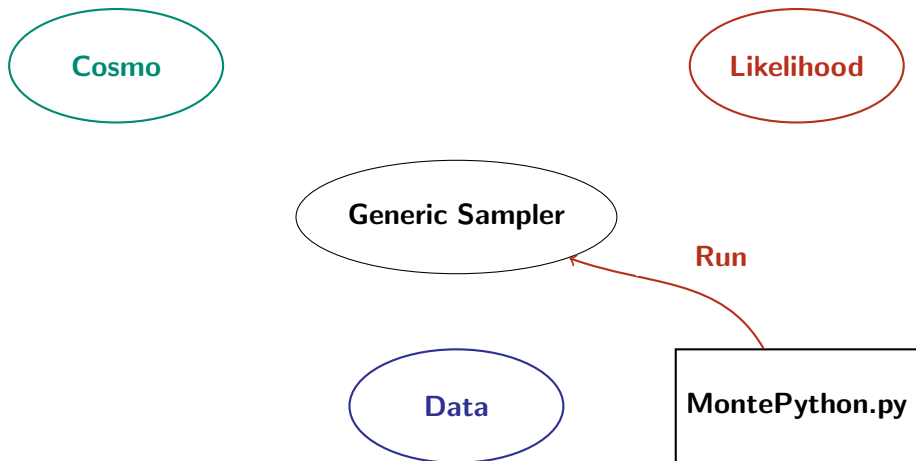 Cosmo
Likelihood
Generic Sampler
Run
Data
MontePython.py